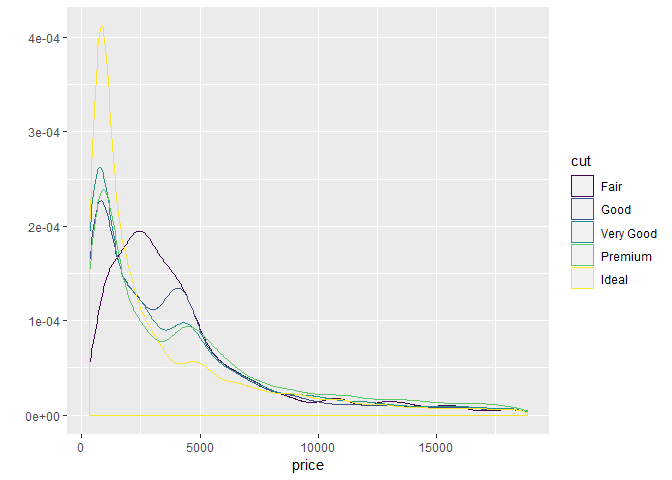 4e-04
3e-04
2e-04
1e-04
0e+00
0
5000
10000
15000
price
cut
Fair
Good
Very Good
Premium
Ideal